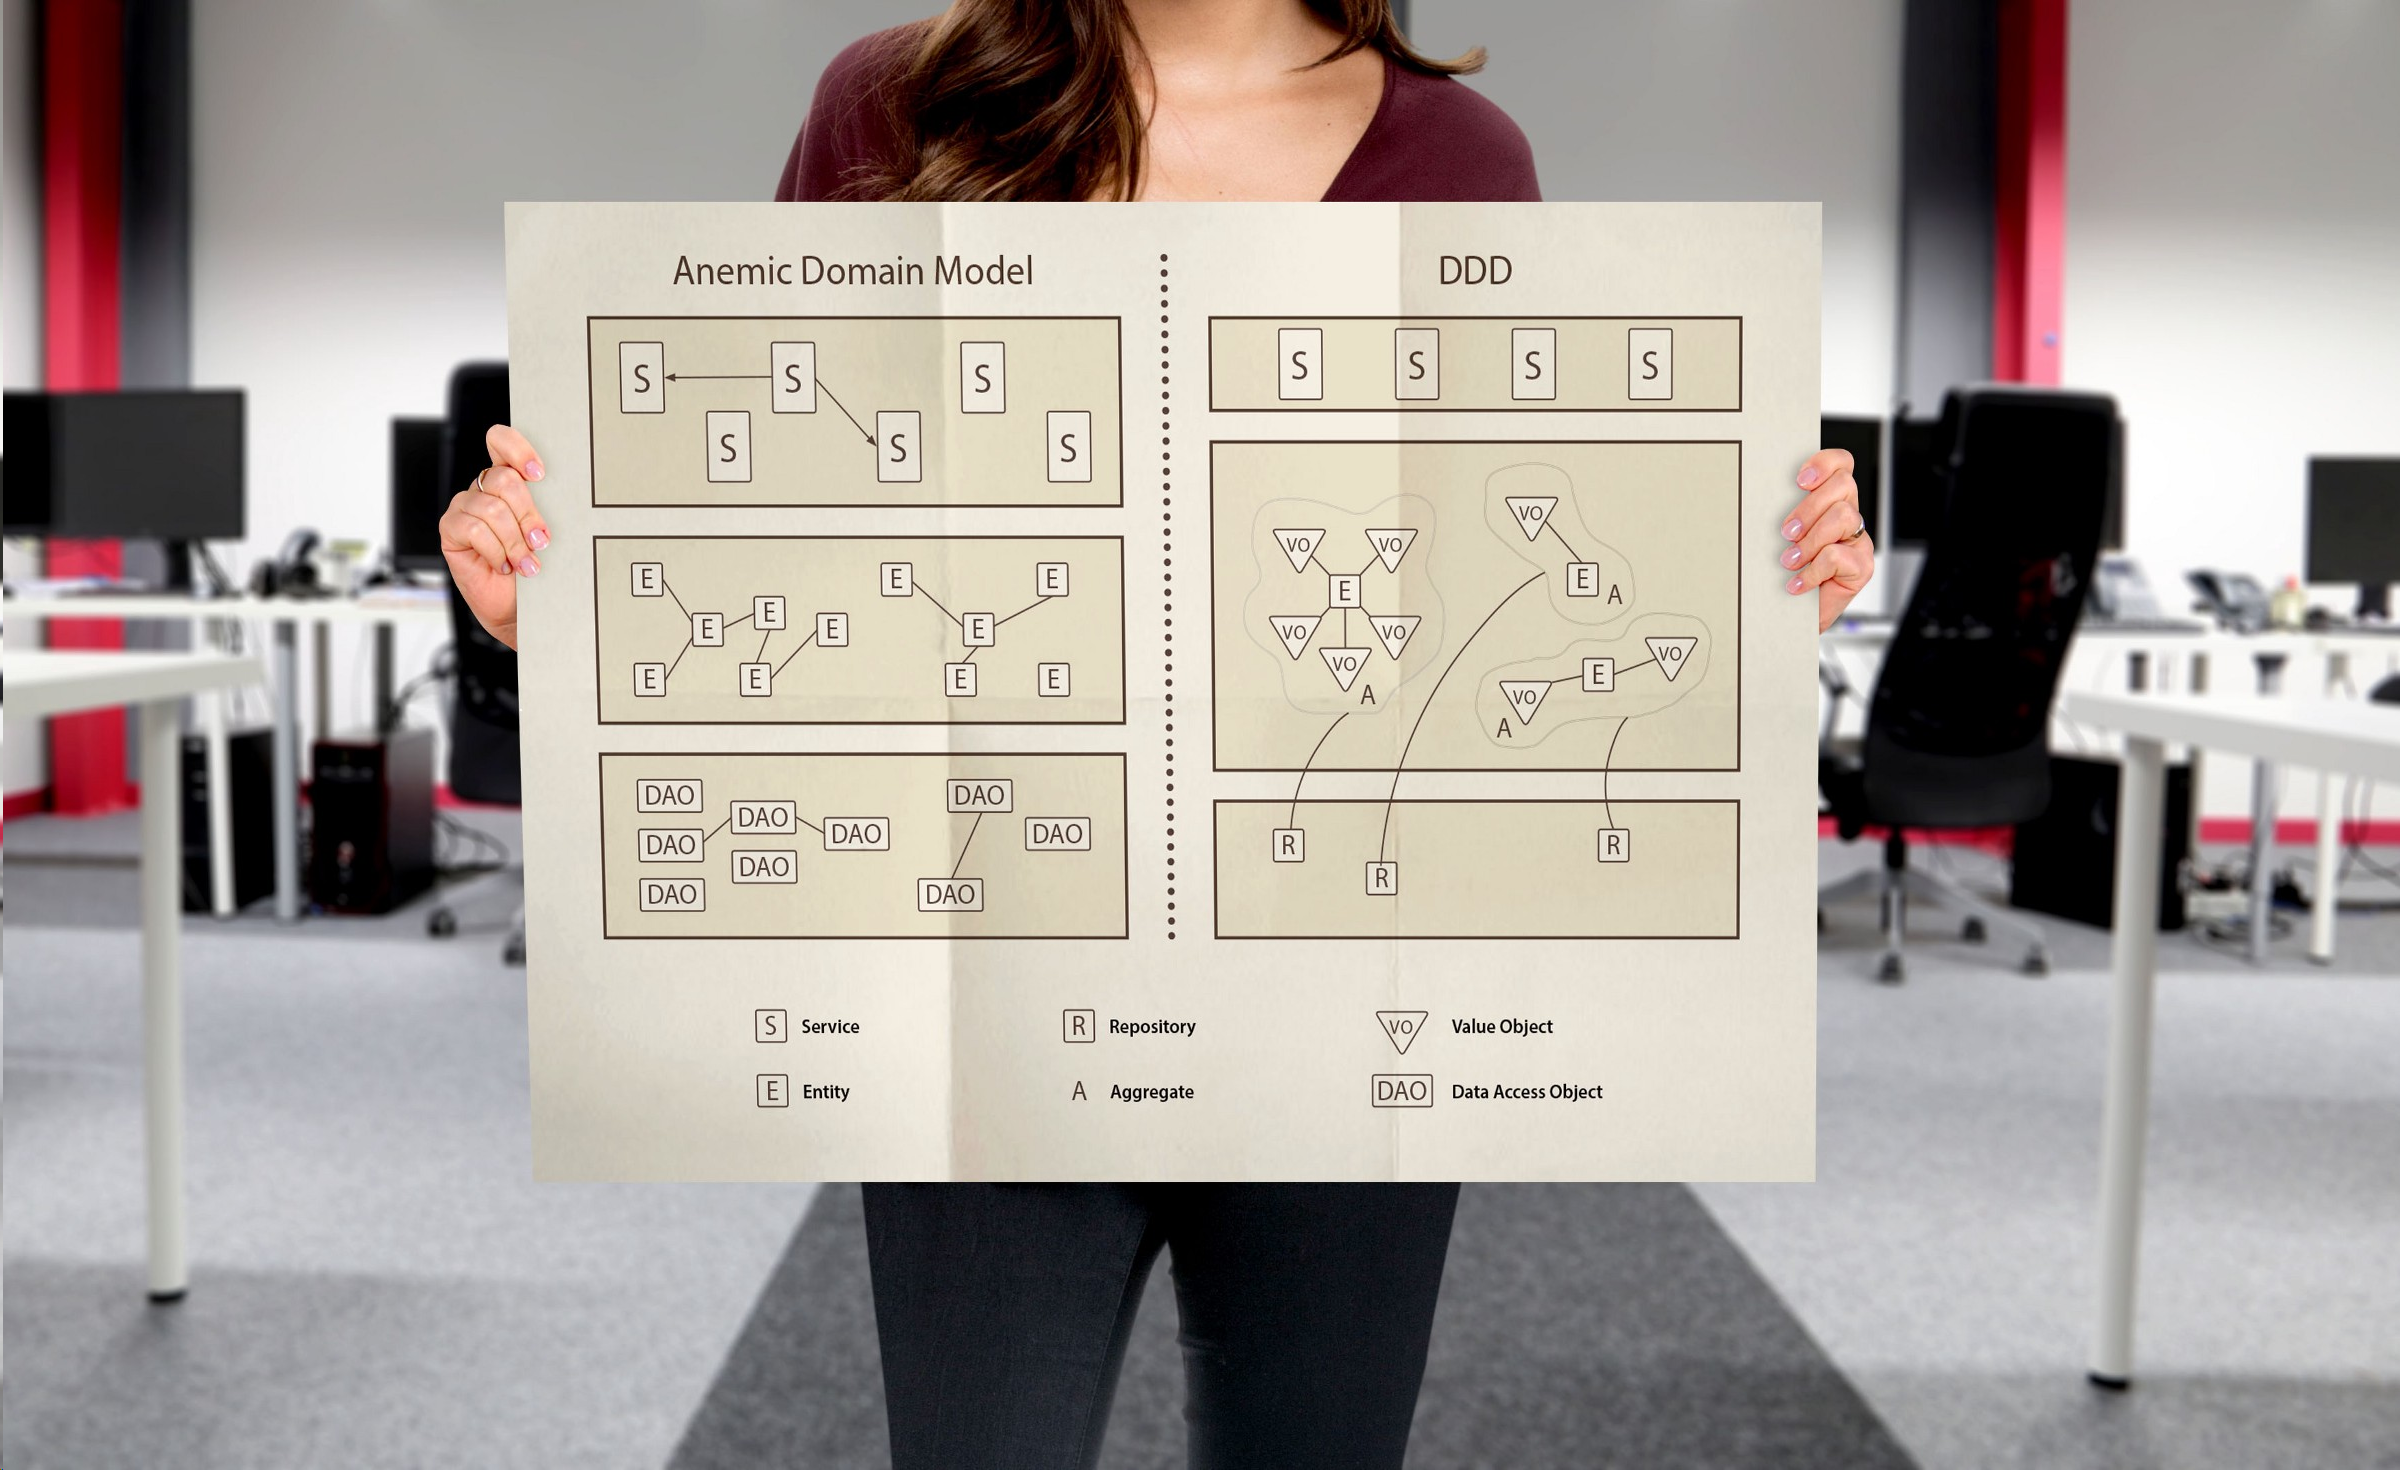 Anemic Domain Model
S S S
S S S
E E E
E E E E
E E E E
DAO DAO
DAO DAO
DAO DAO DAO
DAO
DAO DAO
DDD
S S S S
VO
VO VO
E E A
VO VO
VO VO
E
A VO
A
R R
R
S Service
R Repository
VO Value Object
E Entity
A Aggregate
DAO Data Access Object